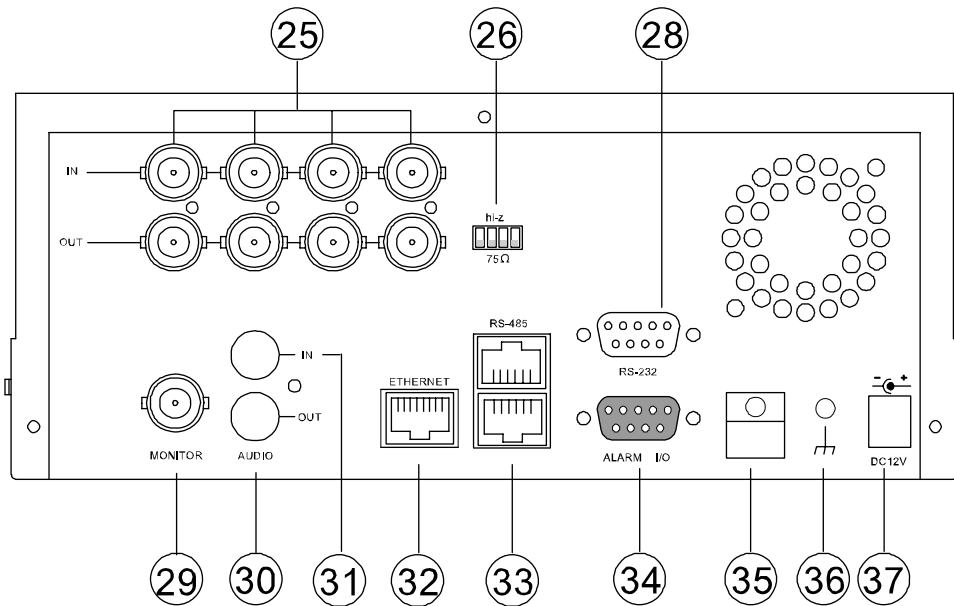 25
26
28
IN
OUT
hi-z
75Ω
RS-485
RS-232
IN
OUT
ETHERNET
MONITOR
AUDIO
ALARM I/O
- +
DC12V
29
30
31
32
33
34
35
36
37